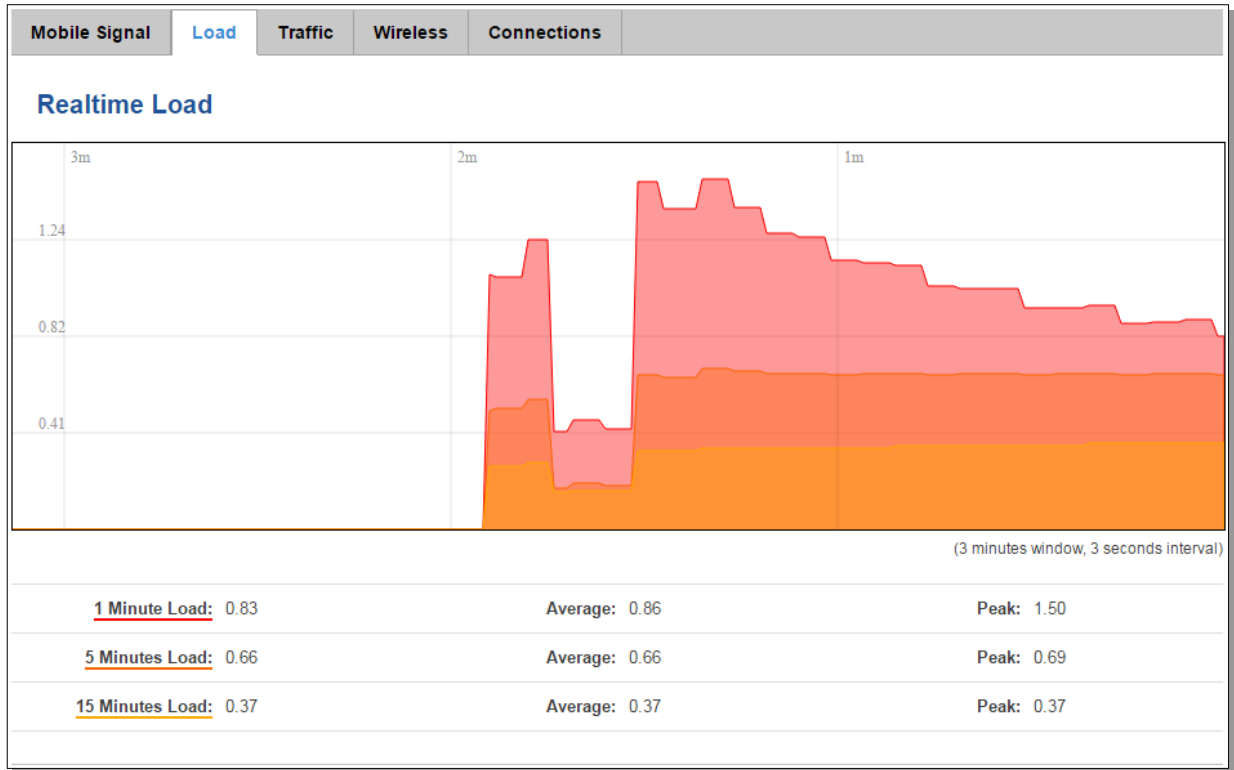 Mobile Signal Load Traffic Wireless Connections
Realtime Load
3m 2m 1m
1.24
0.82
0.41
(3 minutes window, 3 seconds interval)
1 Minute Load: 0.83 Average: 0.86 Peak: 1.50
5 Minutes Load: 0.66 Average: 0.66 Peak: 0.69
15 Minutes Load: 0.37 Average: 0.37 Peak: 0.37